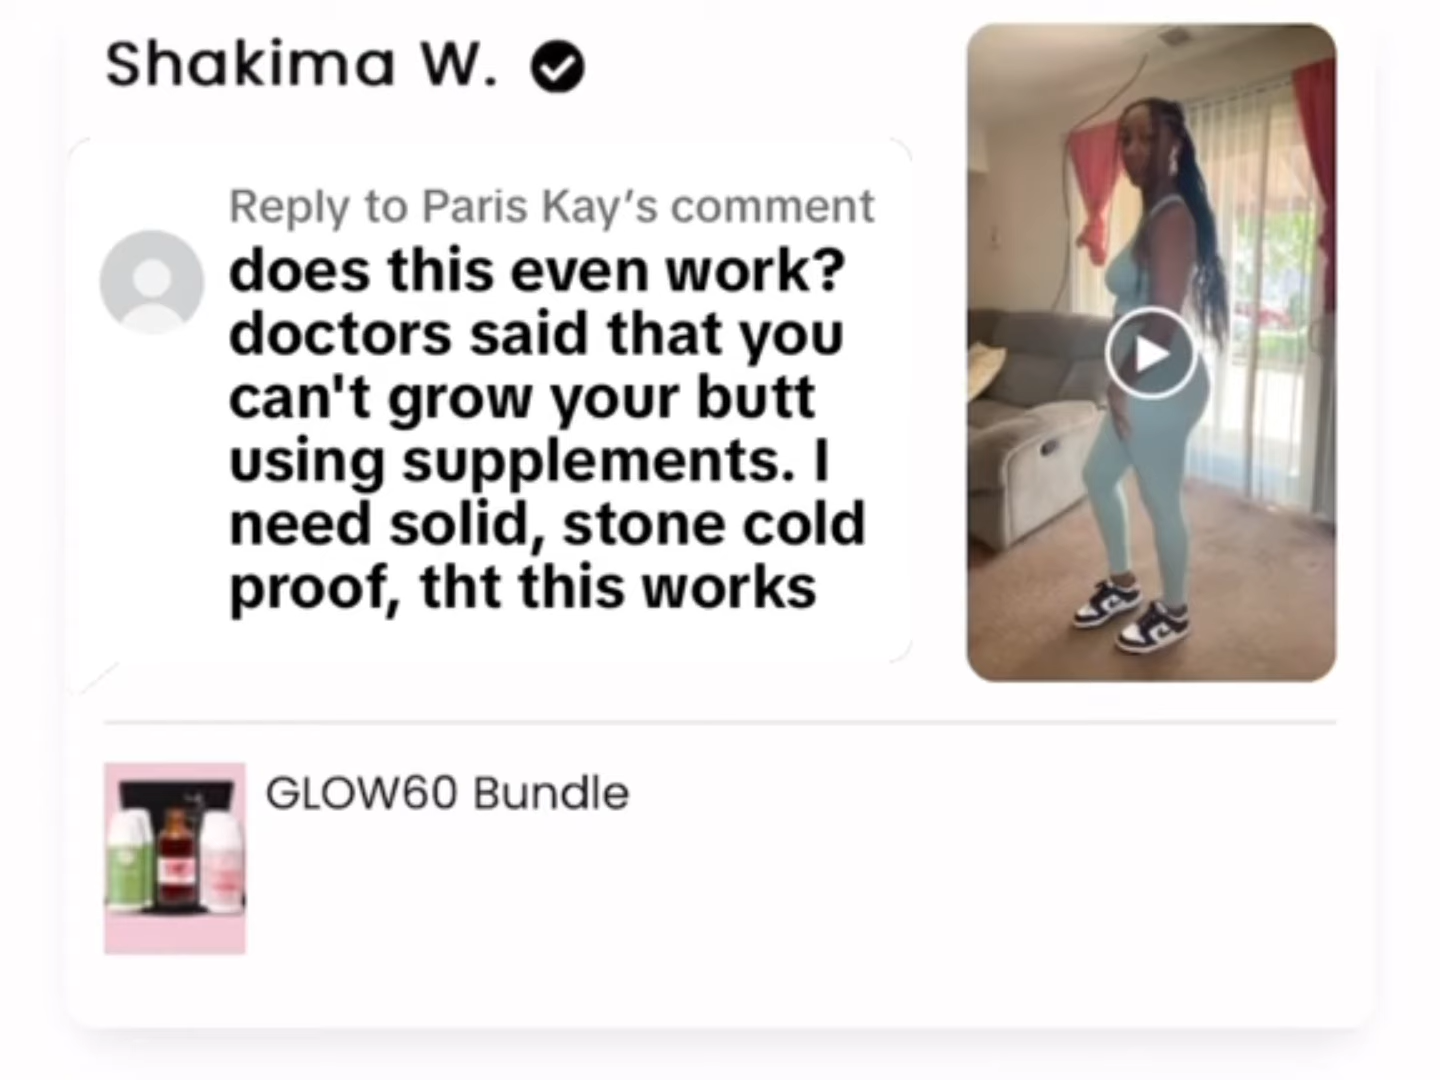 Shakima W.
Reply to Paris Kay's comment
does this even work?
doctors said that you
can't grow your butt
using supplements. I
need solid, stone cold
proof, tht this works
GLOW60 Bundle